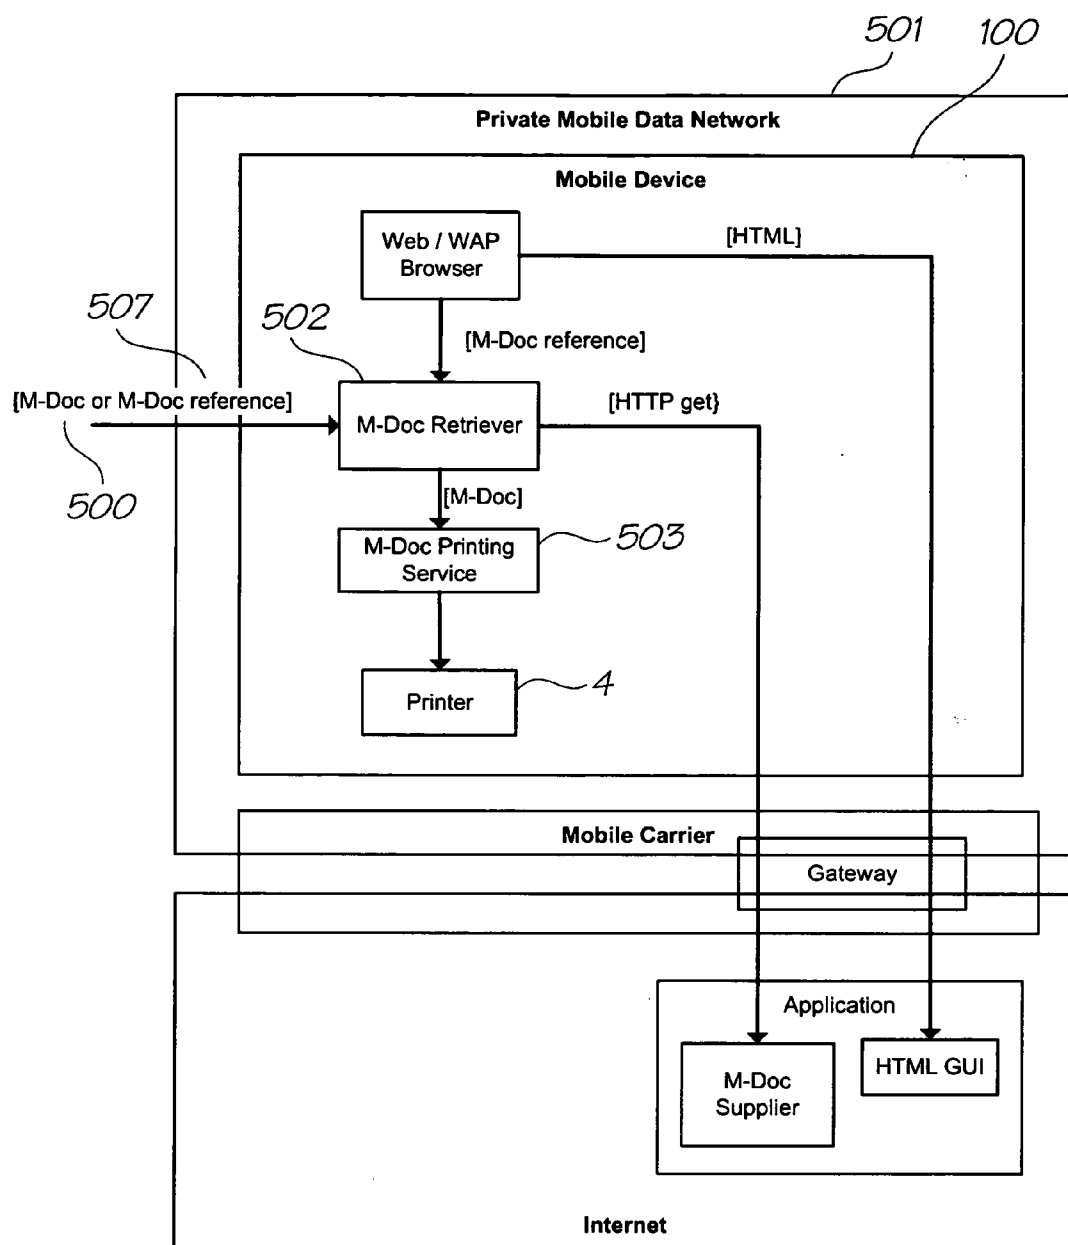 501
100
Private Mobile Data Network
Mobile Device
Web / WAP
Browser
[HTML}
507
502
[M-Doc reference]
[M-Doc or M-Doc reference]
[HTTP get}
M-Doc Retriever
500
[M-Doc]
503
M-Doc Printing
Service
4
Printer
Mobile Carrier
Gateway
Application
HTML GUI
M-Doc
Supplier
Internet